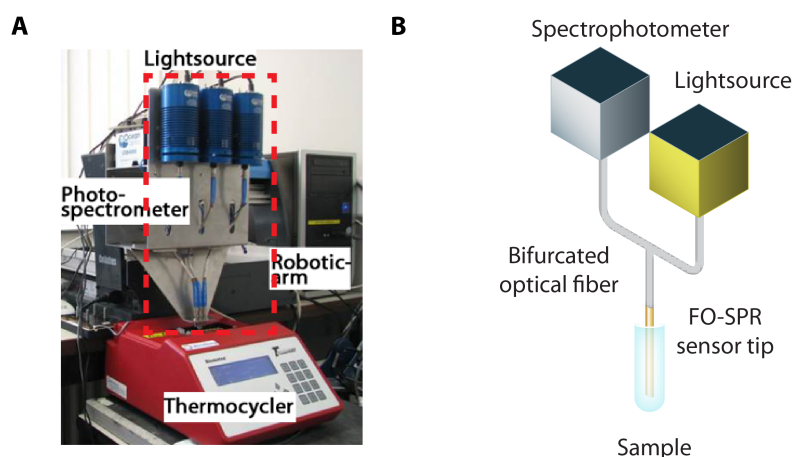 A
Lightsource
Photo-
spectrometer
Robotic-
arm
Thermocycler
B
Spectrophotometer
Lightsource
Bifurcated
optical fiber
FO-SPR
sensor tip
Sample